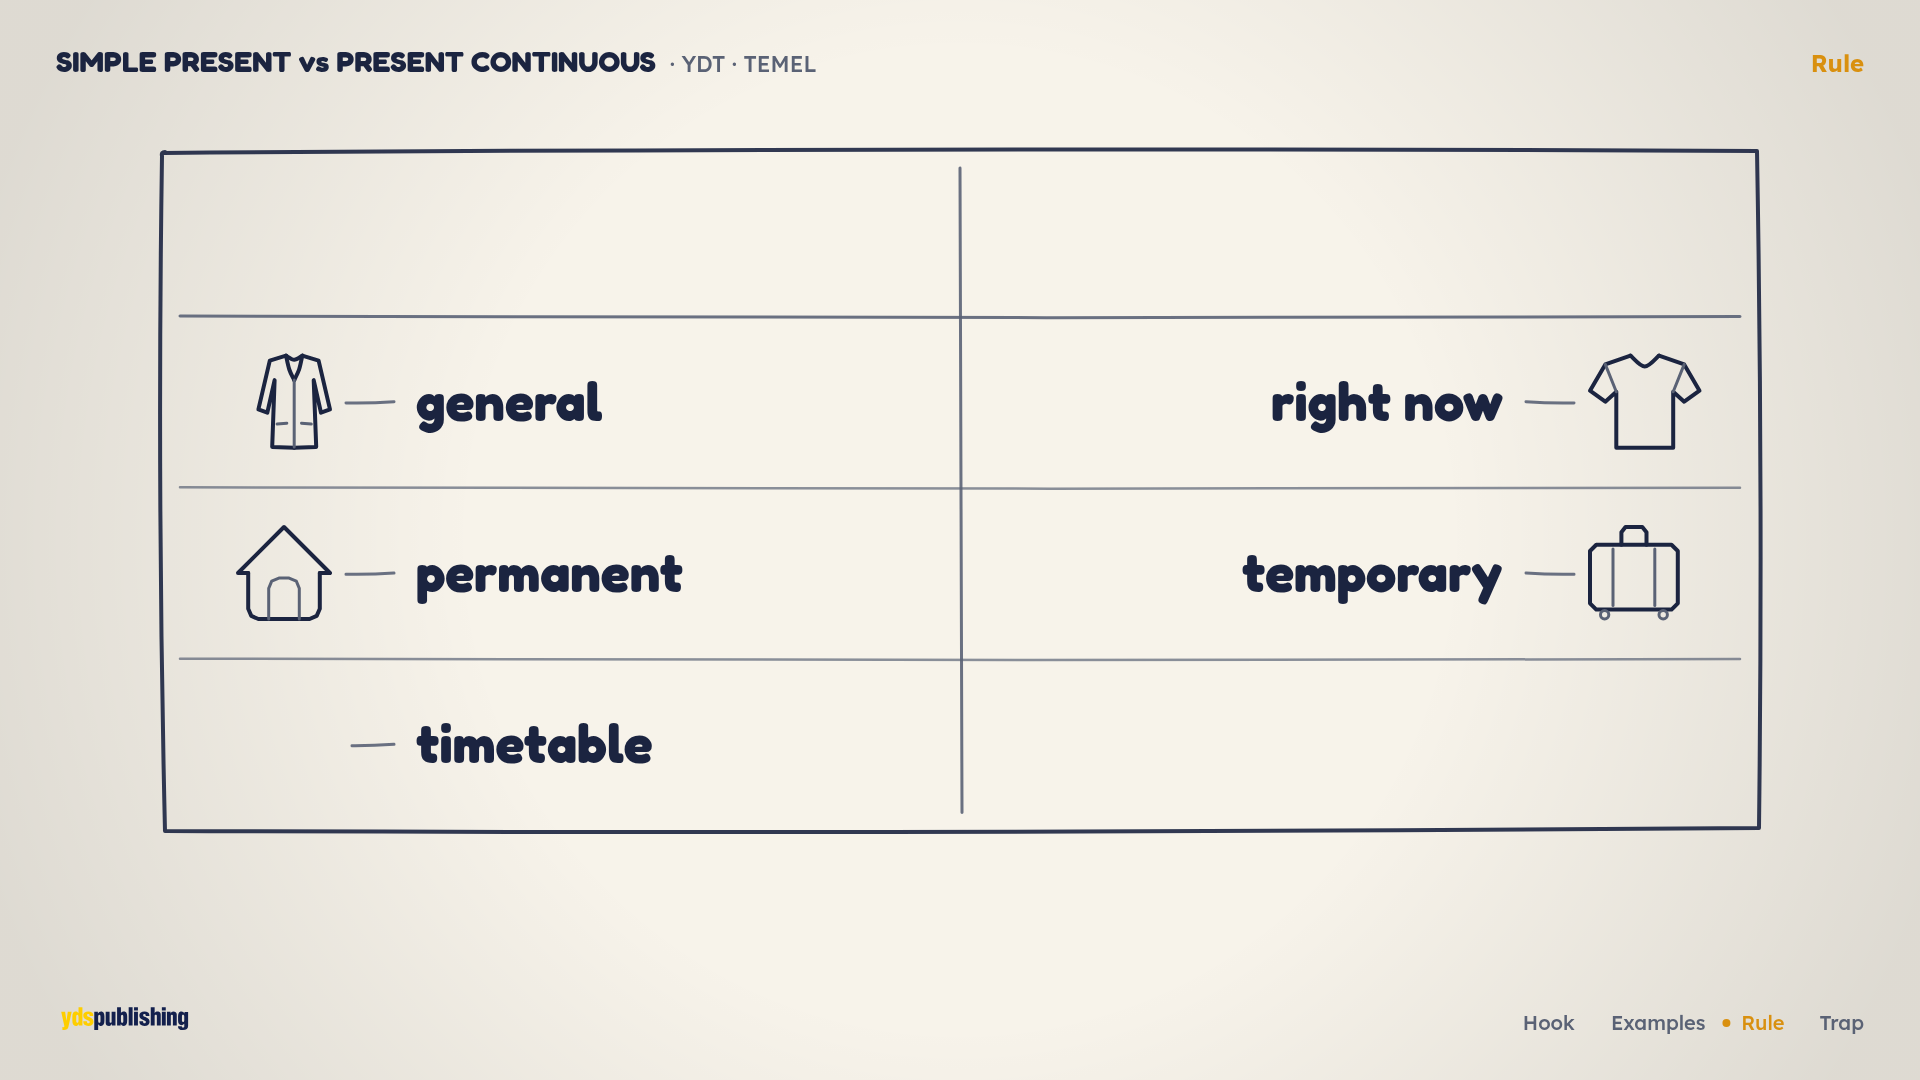 SIMPLE PRESENT vs PRESENT CONTINUOUS · YDT · TEMEL
Rule
general
right now
permanent
temporary
timetable
ydspublishing
Hook Examples • Rule Trap